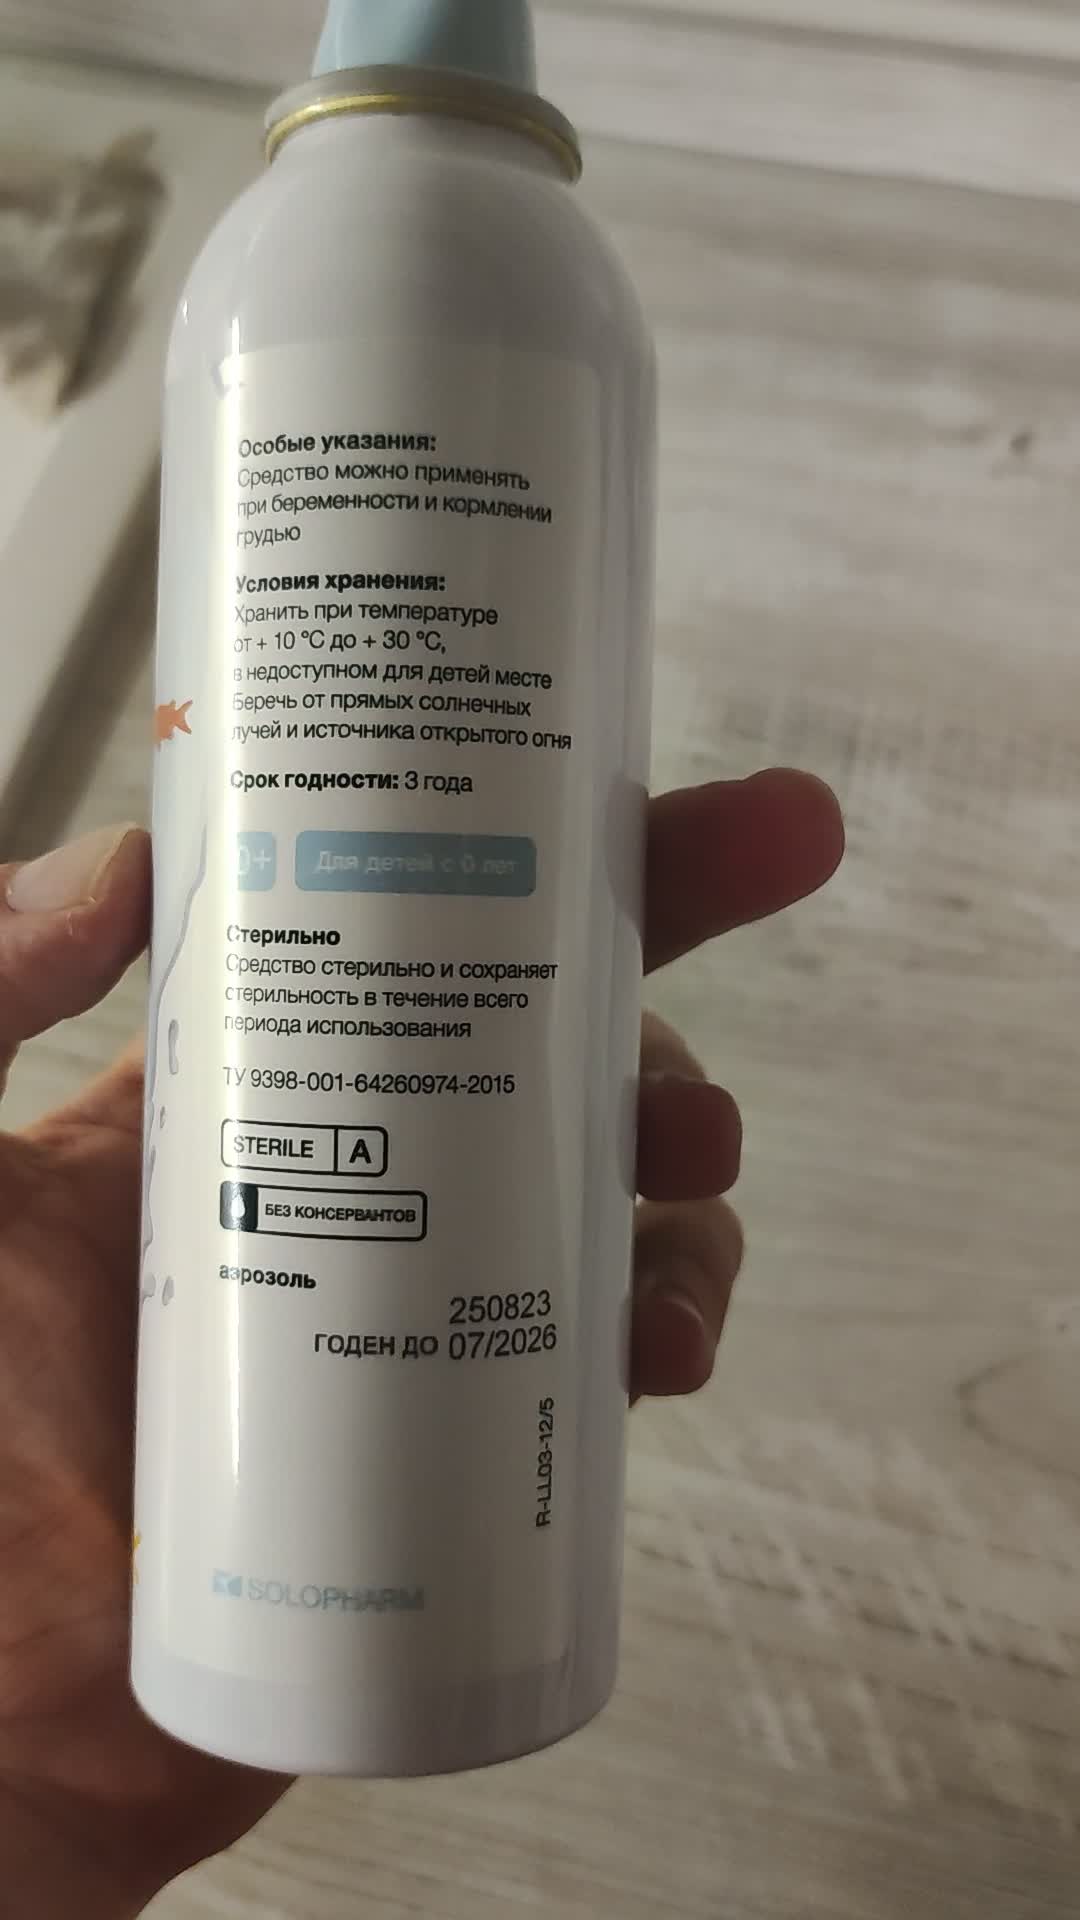 Особые указания:
Средство можно применять
при беременности и кормлении
грудью
Условия хранения:
Хранить при температуре
от + 10 °C до + 30 °C,
в недоступном для детей месте
Беречь от прямых солнечных
лучей и источника открытого огня
Срок годности: 3 года
0+ Для детей с 0 лет
Стерильно
Средство стерильно и сохраняет
стерильность в течение всего
периода использования
ТУ 9398-001-64260974-2015
STERILE A
БЕЗ КОНСЕРВАНТОВ
аэрозоль
250823
ГОДЕН ДО 07/2026
R-LL03-12/5
SOLOPHARM